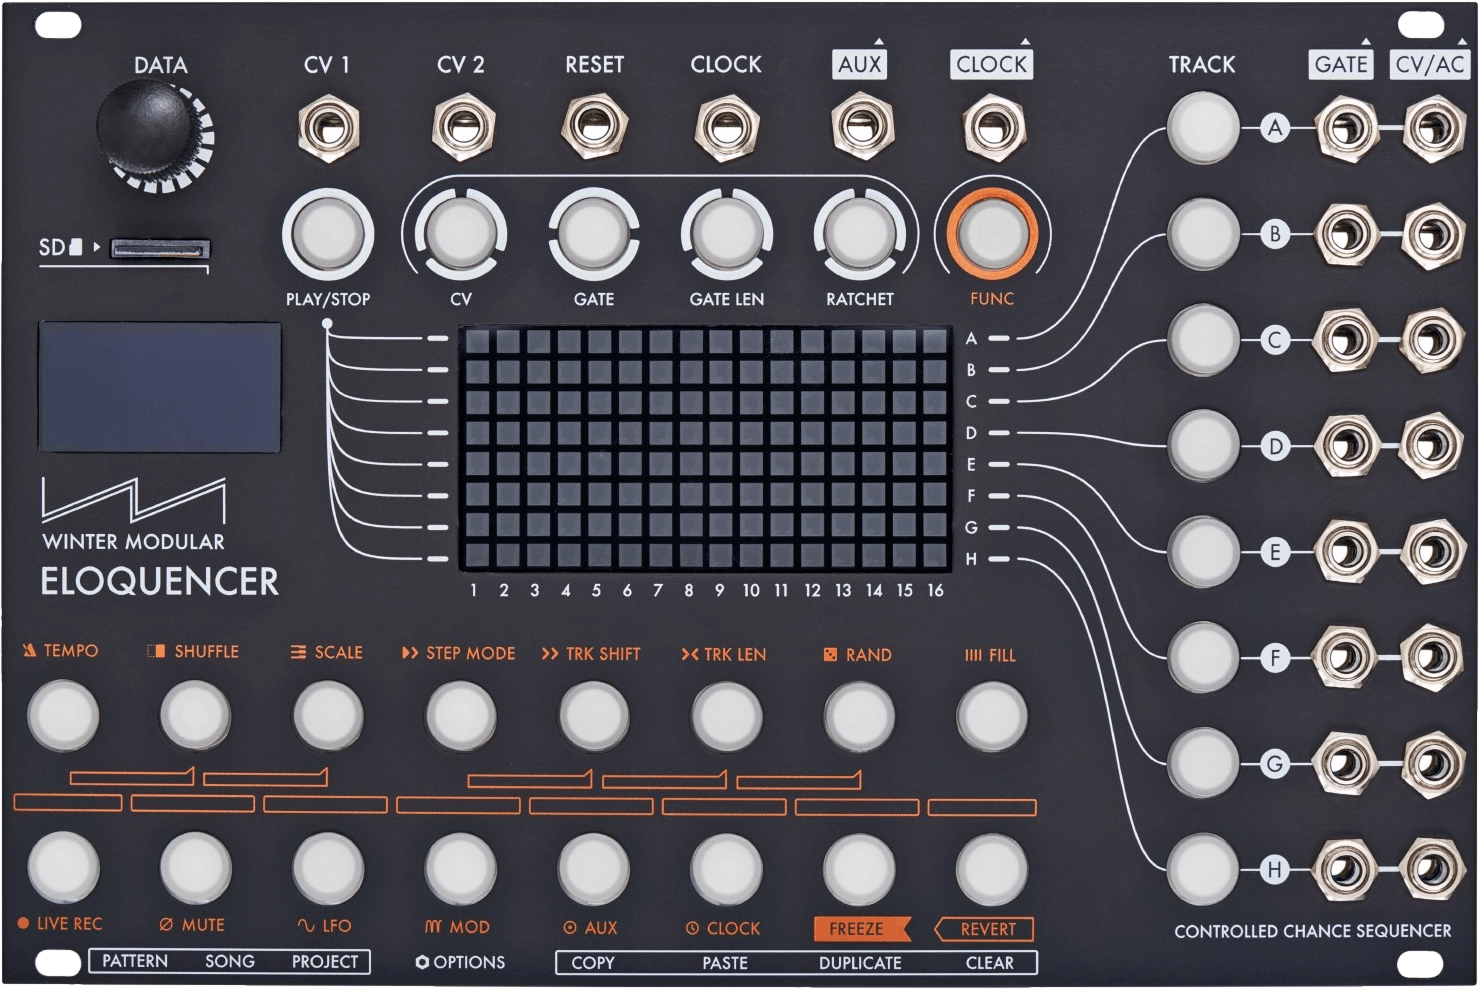 DATA
CV 1
CV 2
RESET
CLOCK
AUX
CLOCK
TRACK
GATE
CV/AC
SD
PLAY/STOP
CV
GATE
GATE LEN
RATCHET
FUNC
A
B
C
D
E
F
G
H
A
B
C
D
E
F
G
H
1 2 3 4 5 6 7 8 9 10 11 12 13 14 15 16
WINTER MODULAR
ELOQUENCER
TEMPO
SHUFFLE
SCALE
STEP MODE
TRK SHIFT
TRK LEN
RAND
FILL
LIVE REC
MUTE
LFO
MOD
AUX
CLOCK
FREEZE
REVERT
CONTROLLED CHANCE SEQUENCER
PATTERN
SONG
PROJECT
OPTIONS
COPY
PASTE
DUPLICATE
CLEAR